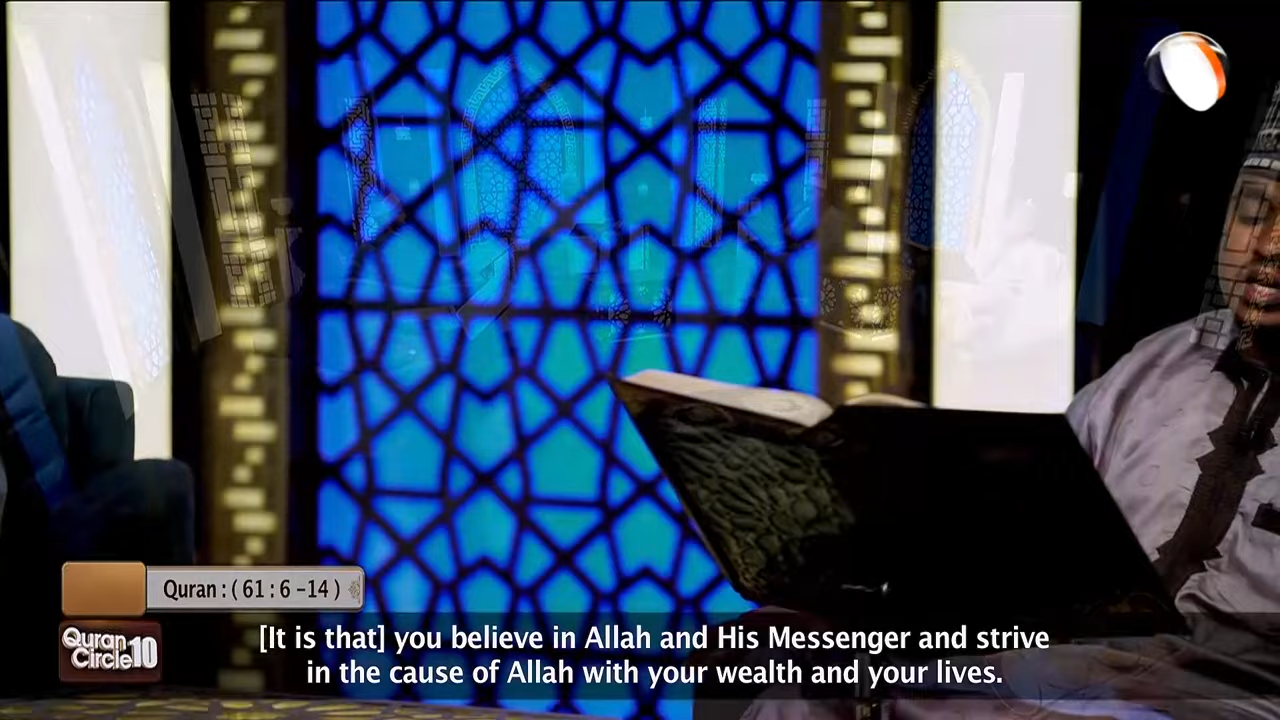 Quran : ( 61 : 6 – 14 )
Quran
Circle10
[It is that] you believe in Allah and His Messenger and strive
in the cause of Allah with your wealth and your lives.